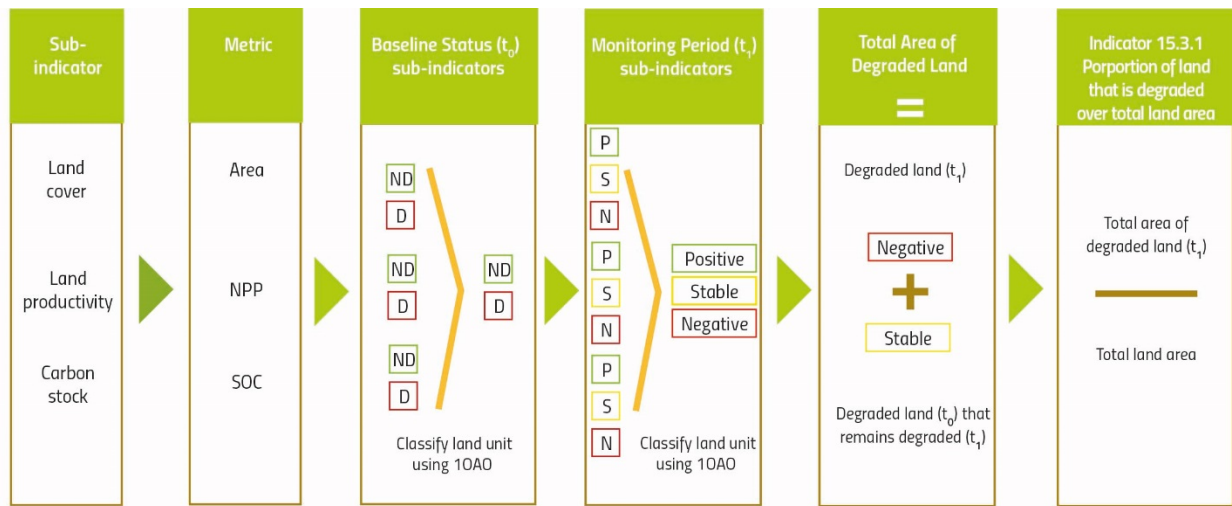 Sub-
indicator
Land
cover
Land
productivity
Carbon
stock
Metric
Area
NPP
SOC
Baseline Status (t0)
sub-indicators
ND
D
ND
D
ND
D
ND
D
Classify land unit
using 1OAO
Monitoring Period (t1)
sub-indicators
P
S
N
P
S
N
P
S
N
Positive
Stable
Negative
Classify land unit
using 1OAO
Total Area of
Degraded Land
=
Degraded land (t1)
Negative
+
Stable
Degraded land (t0) that
remains degraded (t1)
Indicator 15.3.1
Porportion of land
that is degraded
over total land area
Total area of
degraded land (t1)
Total land area